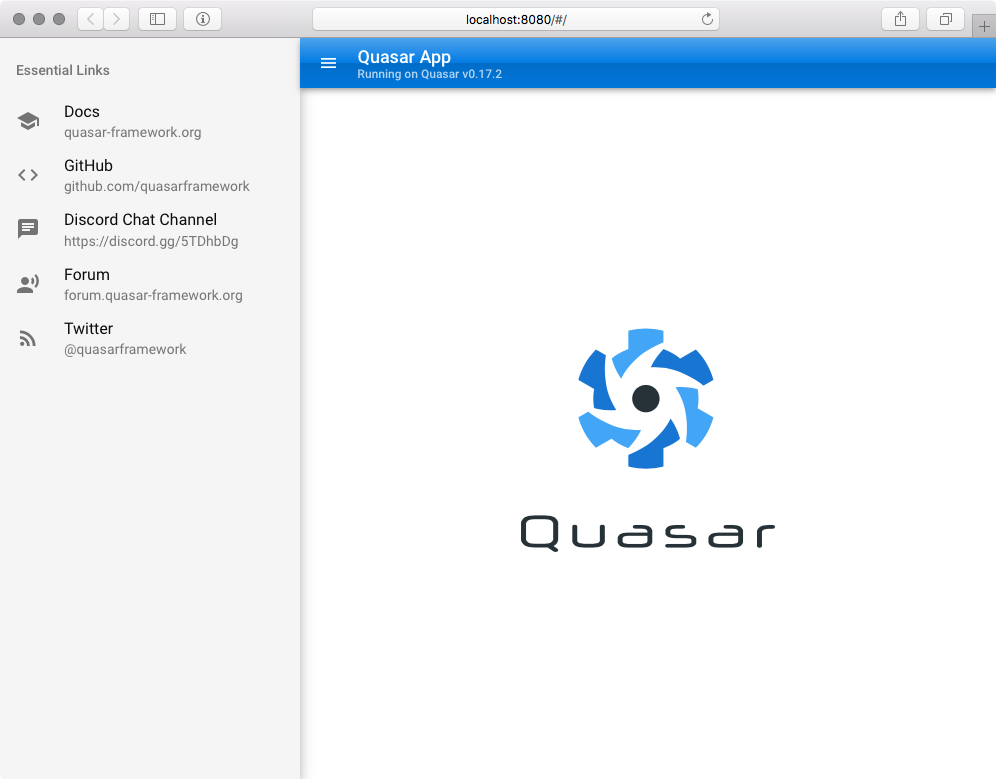 localhost:8080/#/
Essential Links
Docs
quasar-framework.org
GitHub
github.com/quasarframework
Discord Chat Channel
https://discord.gg/5TDhbDg
Forum
forum.quasar-framework.org
Twitter
@quasarframework
Quasar App
Running on Quasar v0.17.2
Quasar